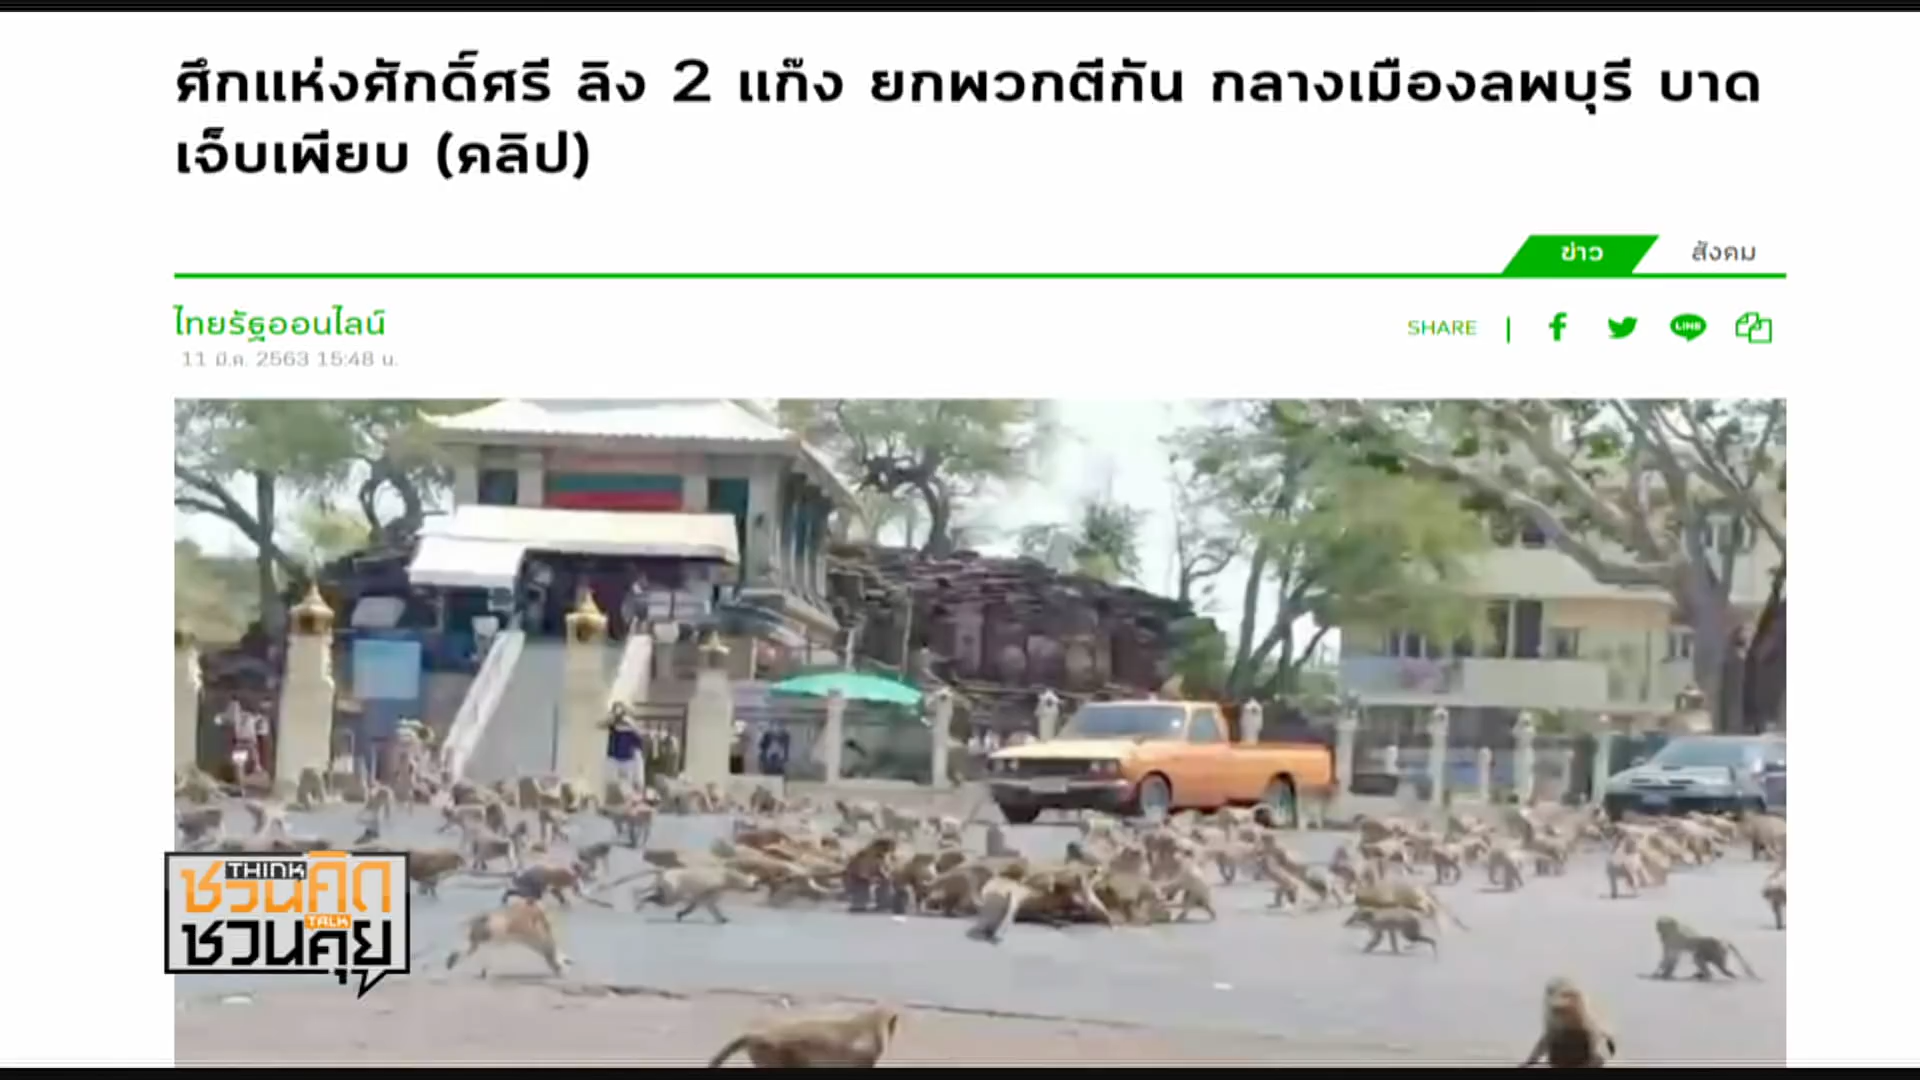 ศึกแห่งศักดิ์ศรี ลิง 2 แก๊ง ยกพวกตีกัน กลางเมืองลพบุรี บาด
เจ็บเพียบ (คลิป)
ข่าว สังคม
ไทยรัฐออนไลน์
11 มี.ค. 2563 15:48 น.
SHARE |
LINE
THINK
ชวนคิด
TALK
ชวนคุย